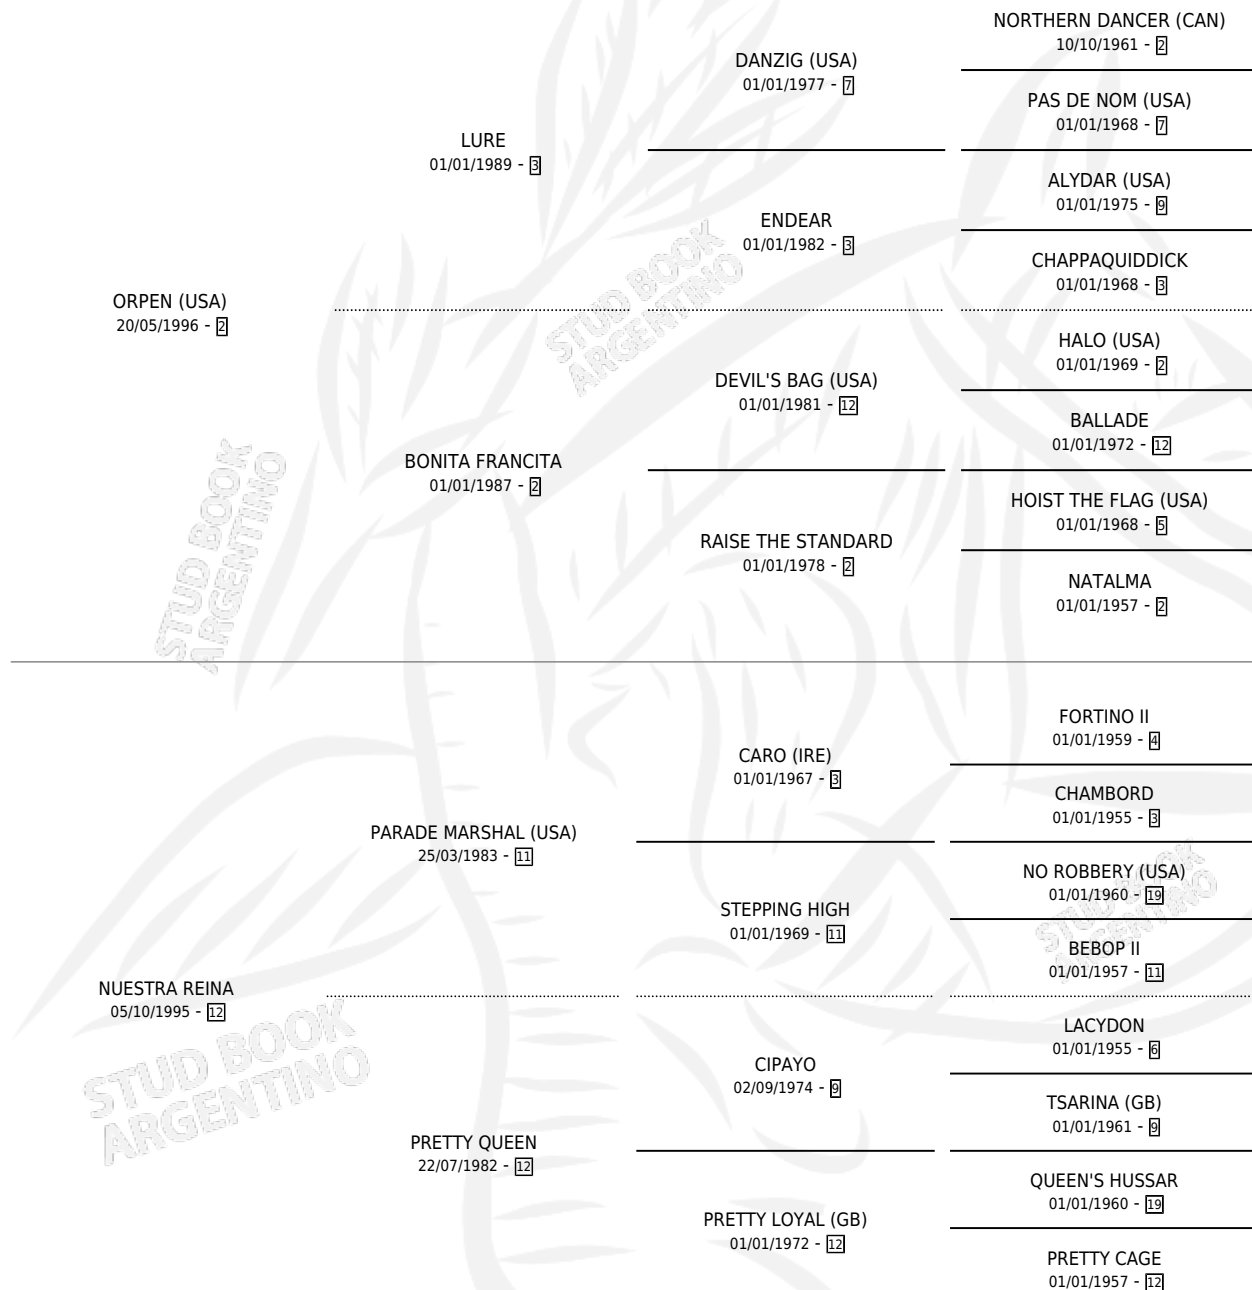 NORTHERN DANCER (CAN)
10/10/1961 - 2
DANZIG (USA)
01/01/1977 - 7
PAS DE NOM (USA)
01/01/1968 - 7
LURE
01/01/1989 - 3
ALYDAR (USA)
01/01/1975 - 9
ENDEAR
01/01/1982 - 3
CHAPPAQUIDDICK
01/01/1968 - 3
ORPEN (USA)
20/05/1996 - 2
HALO (USA)
01/01/1969 - 2
DEVIL'S BAG (USA)
01/01/1981 - 12
BALLADE
01/01/1972 - 12
BONITA FRANCITA
01/01/1987 - 2
HOIST THE FLAG (USA)
01/01/1968 - 5
RAISE THE STANDARD
01/01/1978 - 2
NATALMA
01/01/1957 - 2
STUD BOOK
ARGENTINO
STUD BOOK
ARGENTINO
FORTINO II
01/01/1959 - 4
CARO (IRE)
01/01/1967 - 3
CHAMBORD
01/01/1955 - 3
PARADE MARSHAL (USA)
25/03/1983 - 11
NO ROBBERY (USA)
01/01/1960 - 19
STEPPING HIGH
01/01/1969 - 11
BEBOP II
01/01/1957 - 11
NUESTRA REINA
05/10/1995 - 12
LACYDON
01/01/1955 - 6
CIPAYO
02/09/1974 - 9
TSARINA (GB)
01/01/1961 - 9
PRETTY QUEEN
22/07/1982 - 12
QUEEN'S HUSSAR
01/01/1960 - 19
PRETTY LOYAL (GB)
01/01/1972 - 12
PRETTY CAGE
01/01/1957 - 12
STUD BOOK
ARGENTINO
STUD BOOK
ARGENTINO